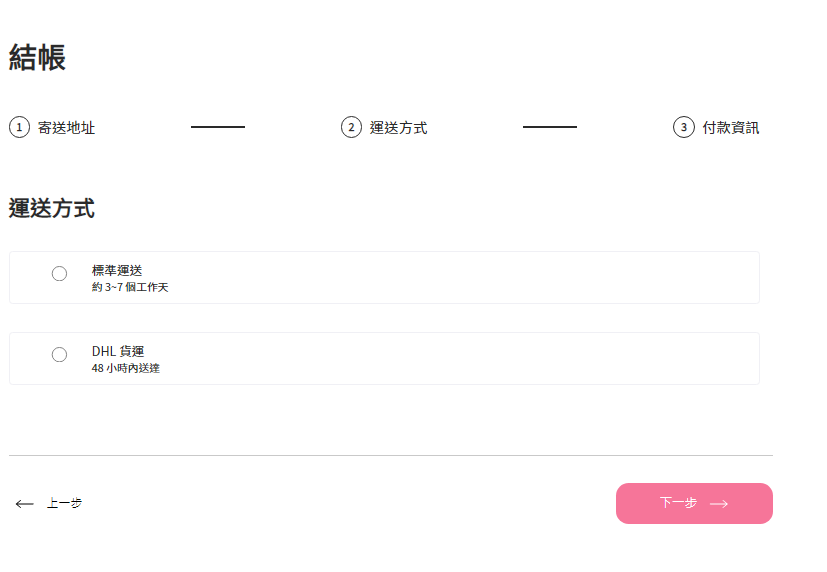 結帳
1 寄送地址 2 運送方式 3 付款資訊
運送方式
標準運送
約 3~7 個工作天
DHL 貨運
48 小時內送達
上一步 下一步